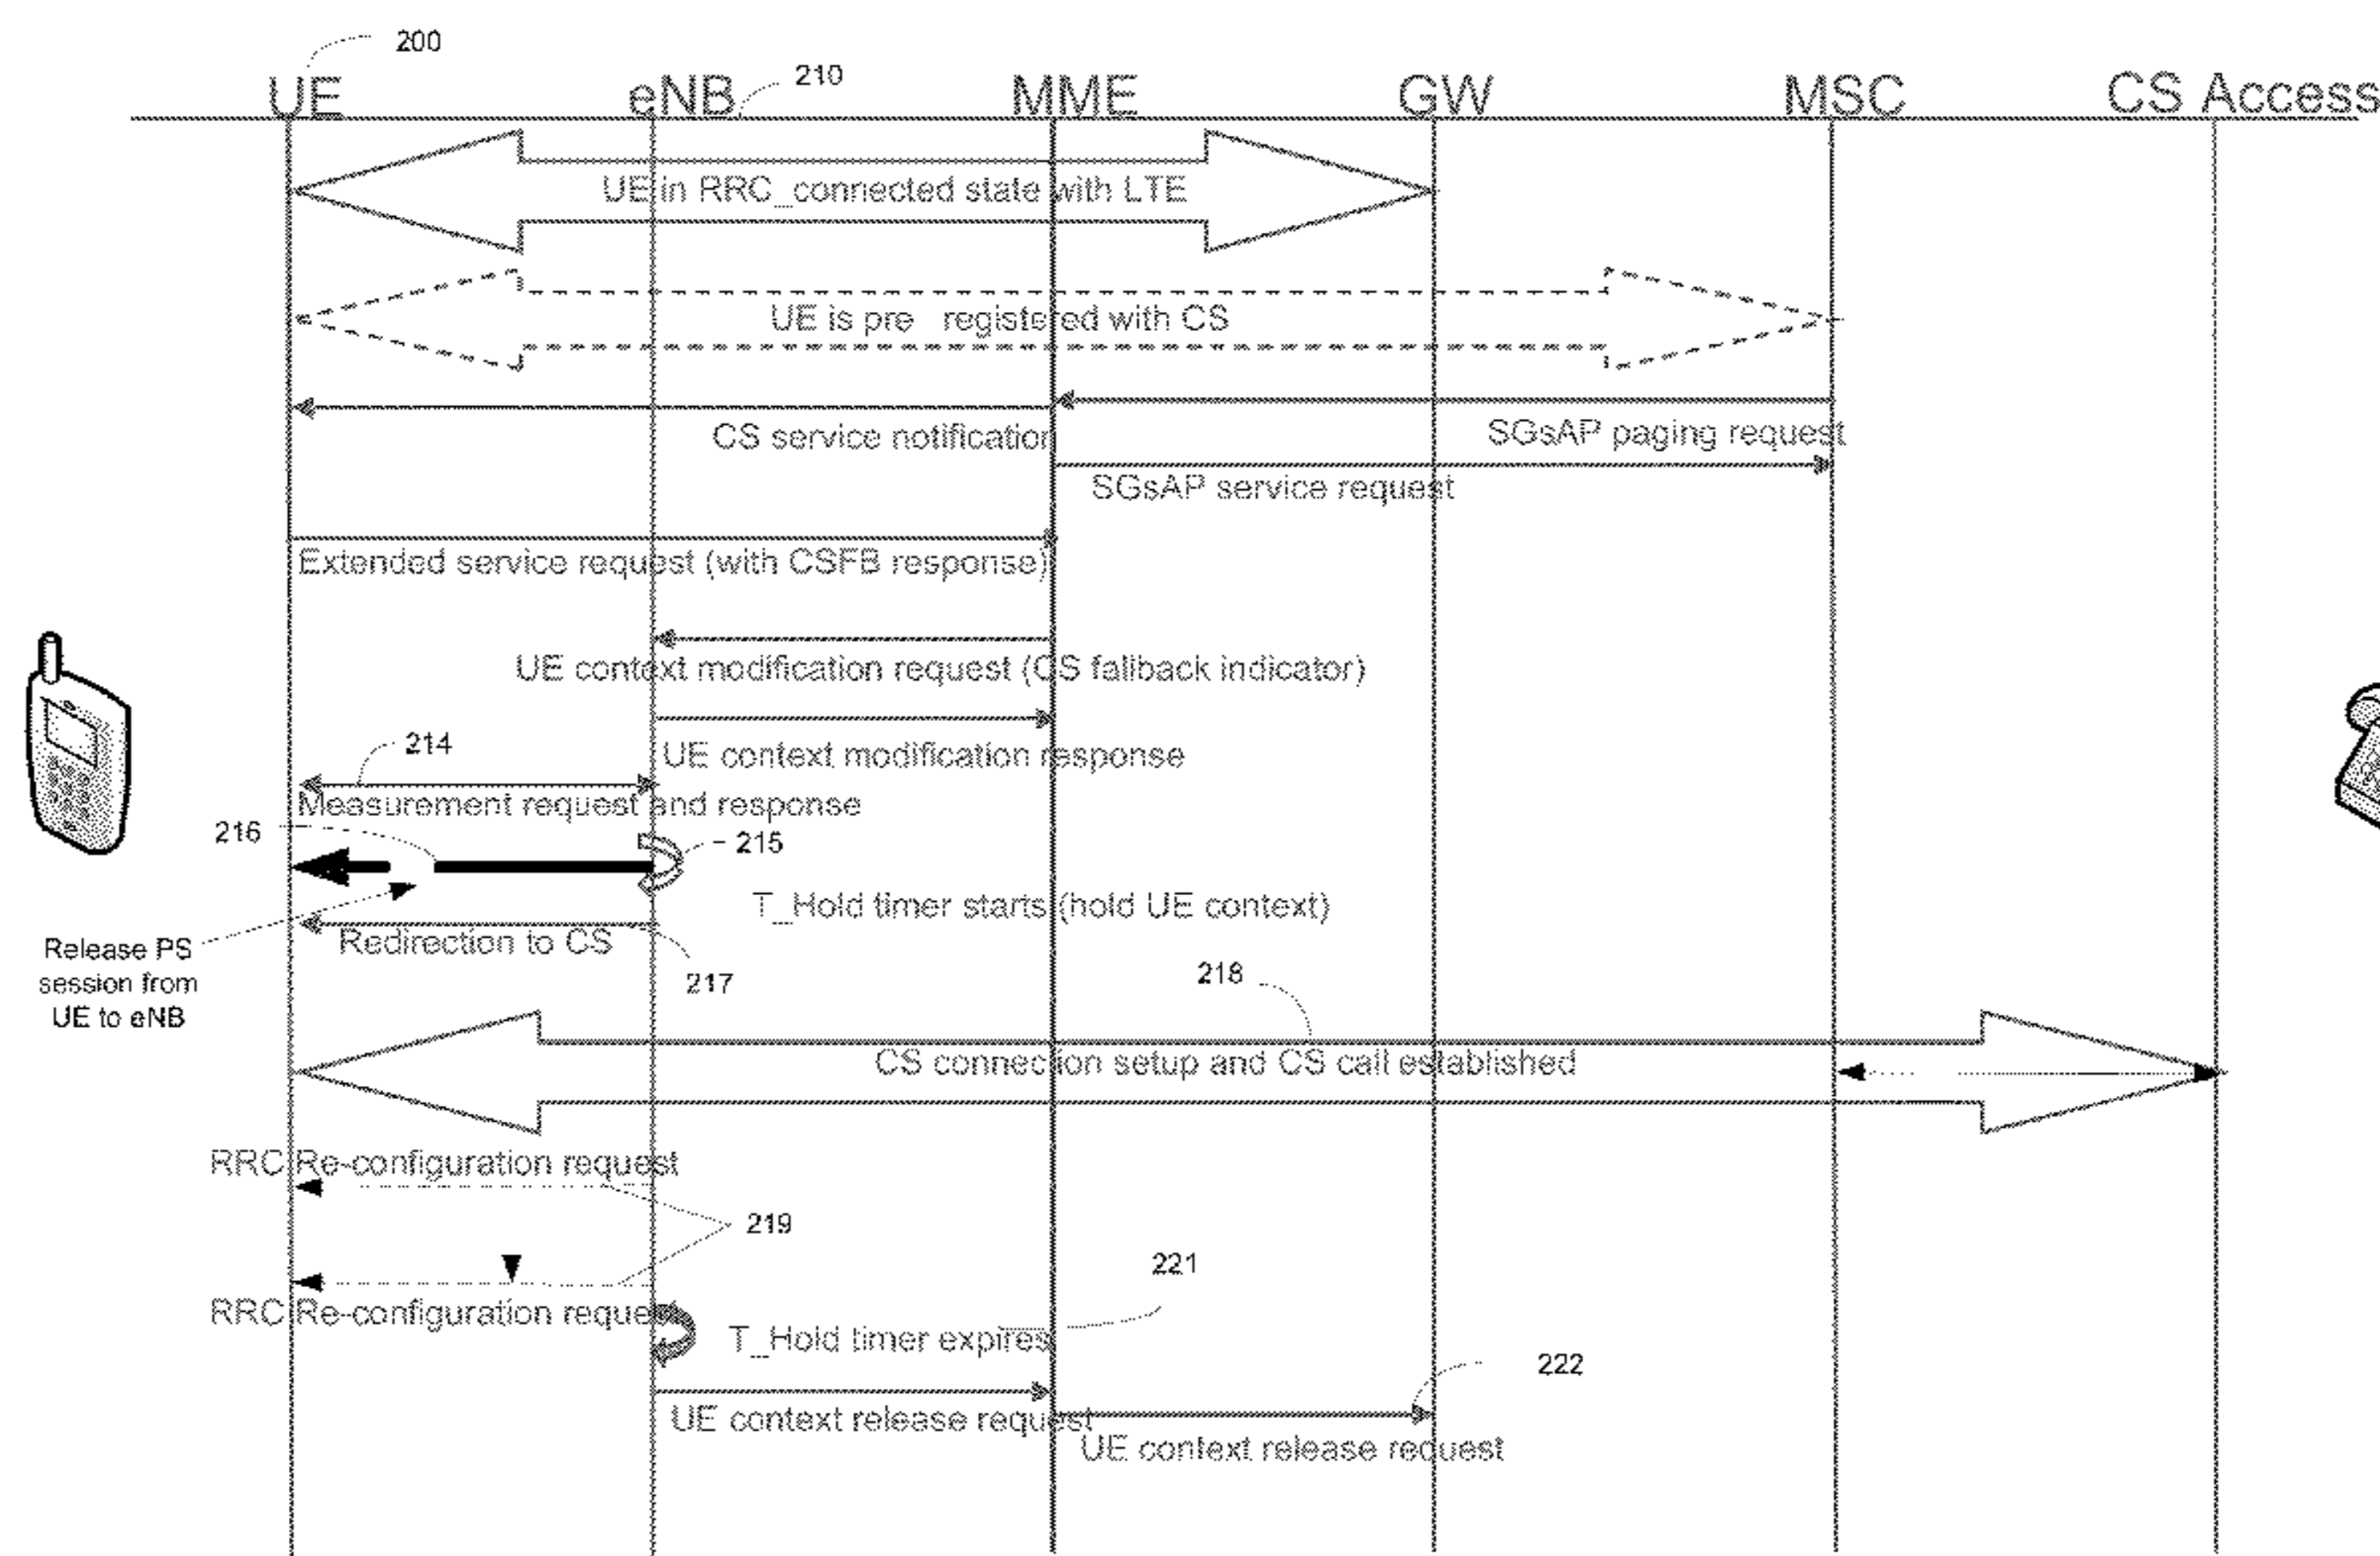 200
210
UE eNB MME GW MSC CS Access
UE in RRC_connected state with LTE
UE is pre registered with CS
CS service notification
SGsAP paging request
SGsAP service request
Extended service request (with CSFB response)
UE context modification request (CS fallback indicator)
214
UE context modification response
Measurement request and response
216
215
T_Hold timer starts (hold UE context)
Redirection to CS
Release PS
session from
UE to eNB
217
218
CS connection setup and CS call established
RRC Re-configuration request
219
221
RRC Re-configuration request
T_Hold timer expires
222
UE context release request
UE context release request